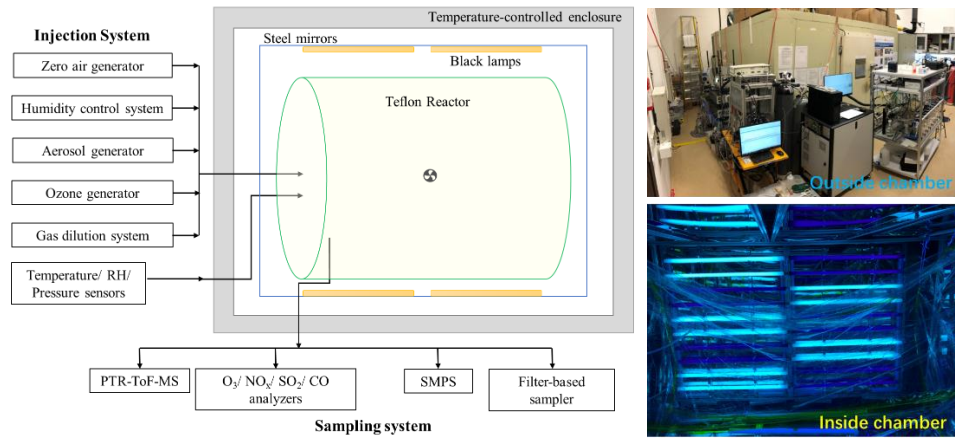 Temperature-controlled enclosure
Injection System
Steel mirrors
Zero air generator
Black lamps
Humidity control system
Teflon Reactor
Aerosol generator
Ozone generator
Gas dilution system
Temperature/ RH/
Pressure sensors
PTR-ToF-MS
O₃/ NOₓ/ SO₂/ CO
analyzers
SMPS
Filter-based
sampler
Sampling system
Outside chamber
Inside chamber